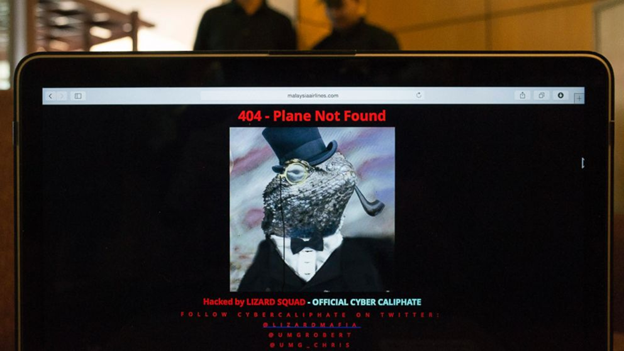 malaysiaairlines.com
404 - Plane Not Found
Hacked by LIZARD SQUAD - OFFICIAL CYBER CALIPHATE
FOLLOW CYBERCALIPHATE ON TWITTER:
@LIZARDMAFIA
@UMGROBERT
@UMG_CHRIS